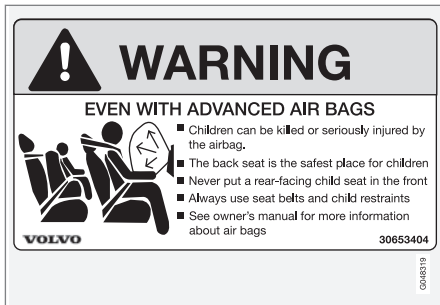 WARNING
EVEN WITH ADVANCED AIR BAGS
■ Children can be killed or seriously injured by
the airbag.
■ The back seat is the safest place for children
■ Never put a rear-facing child seat in the front
■ Always use seat belts and child restraints
■ See owner's manual for more information
about air bags
VOLVO
30653404
G048319